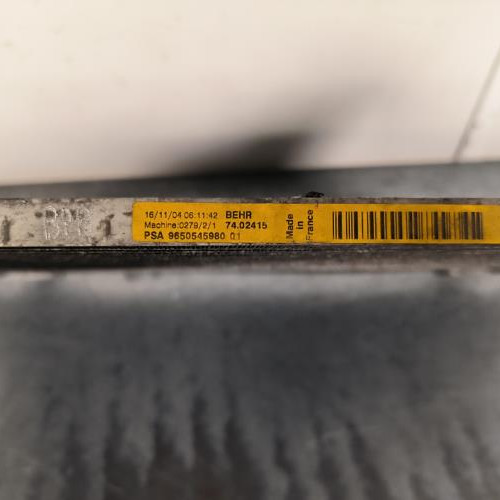 16/11/04 06:11:42 BEHR
Machine:0279/2/1 74.02415
PSA 9650545980 01
Made
in
France